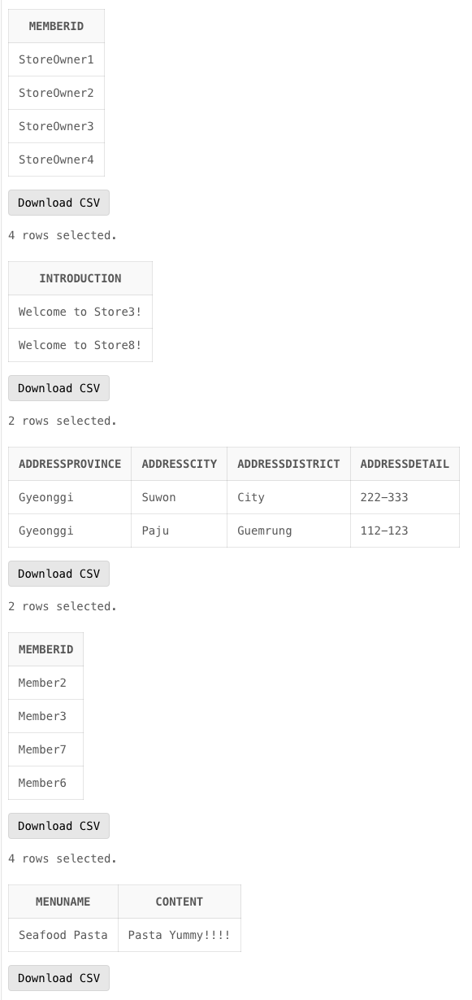 MEMBERID
StoreOwner1
StoreOwner2
StoreOwner3
StoreOwner4
Download CSV
4 rows selected.
INTRODUCTION
Welcome to Store3!
Welcome to Store8!
Download CSV
2 rows selected.
ADDRESSPROVINCE ADDRESSCITY ADDRESSDISTRICT ADDRESSDETAIL
Gyeonggi Suwon City 222-333
Gyeonggi Paju Guemrung 112-123
Download CSV
2 rows selected.
MEMBERID
Member2
Member3
Member7
Member6
Download CSV
4 rows selected.
MENUNAME CONTENT
Seafood Pasta Pasta Yummy!!!!
Download CSV